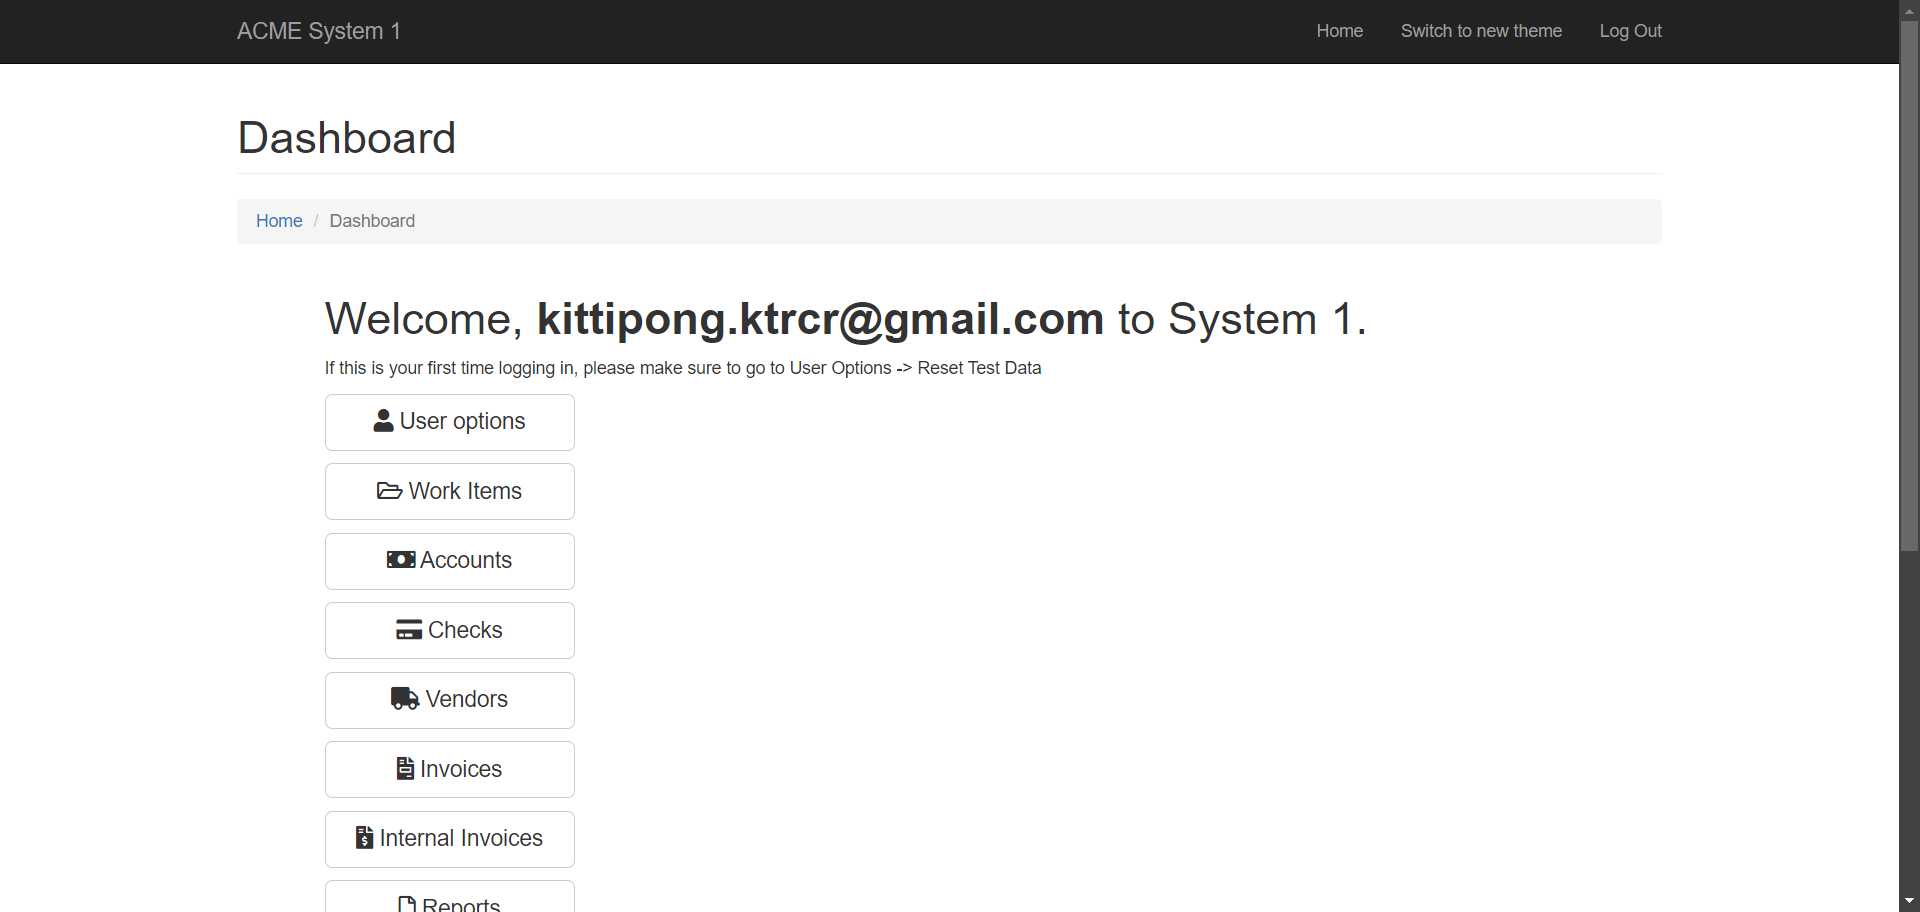 ACME System 1
Home
Switch to new theme
Log Out
Dashboard
Home / Dashboard
Welcome, kittipong.ktrcr@gmail.com to System 1.
If this is your first time logging in, please make sure to go to User Options -> Reset Test Data
User options
Work Items
Accounts
Checks
Vendors
Invoices
Internal Invoices
Reports